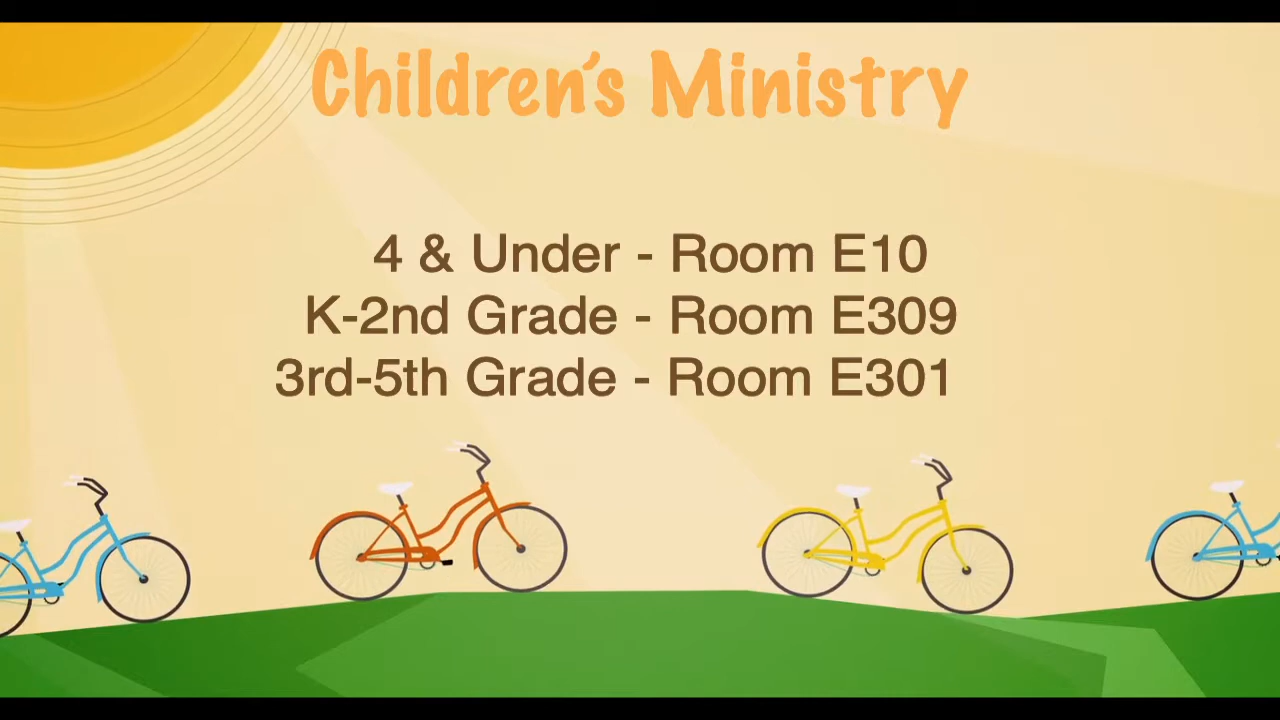 Children's Ministry
4 & Under - Room E10
K-2nd Grade - Room E309
3rd-5th Grade - Room E301